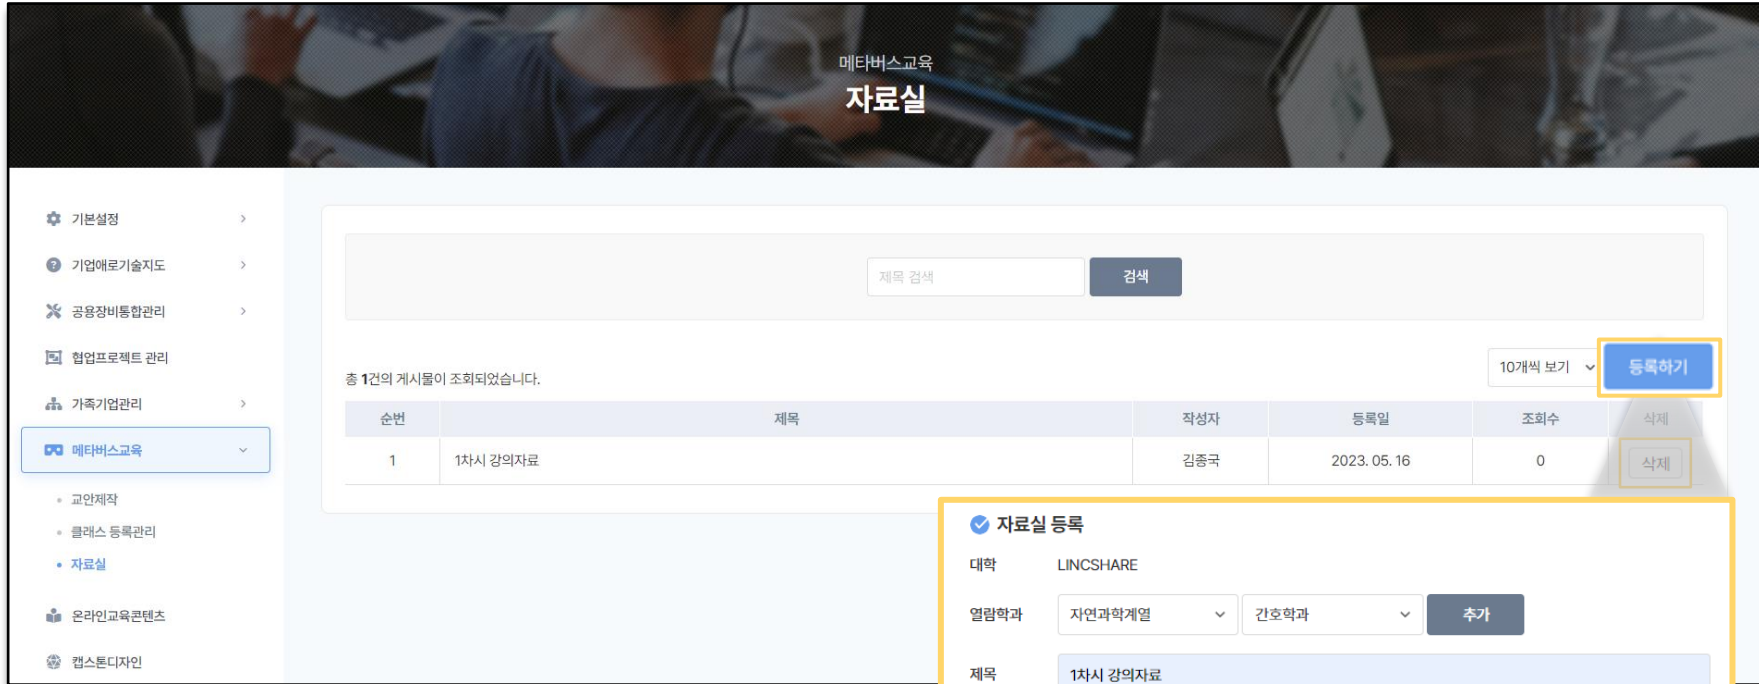 메타버스교육
자료실
기본설정
기업애로기술지도
공용장비통합관리
협업프로젝트 관리
가족기업관리
메타버스교육
교안제작
클래스 등록관리
자료실
온라인교육콘텐츠
캡스톤디자인
제목 검색 검색
총 1건의 게시물이 조회되었습니다. 10개씩 보기 등록하기
순번 제목 작성자 등록일 조회수 삭제
1 1차시 강의자료 김종국 2023. 05. 16 0 삭제
자료실 등록
대학 LINCSHARE
열람학과 자연과학계열 간호학과 추가
제목 1차시 강의자료